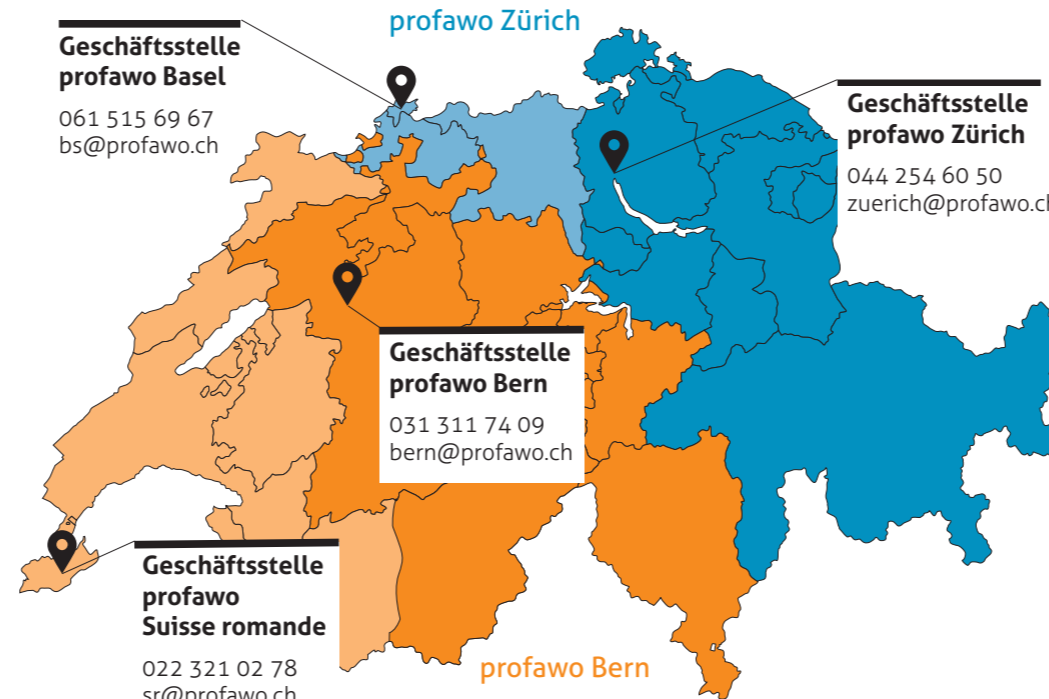 profawo Zürich
Geschäftsstelle
profawo Basel
061 515 69 67
bs@profawo.ch
Geschäftsstelle
profawo Zürich
044 254 60 50
zuerich@profawo.ch
Geschäftsstelle
profawo Bern
031 311 74 09
bern@profawo.ch
Geschäftsstelle
profawo
Suisse romande
022 321 02 78
sr@profawo.ch
profawo Bern